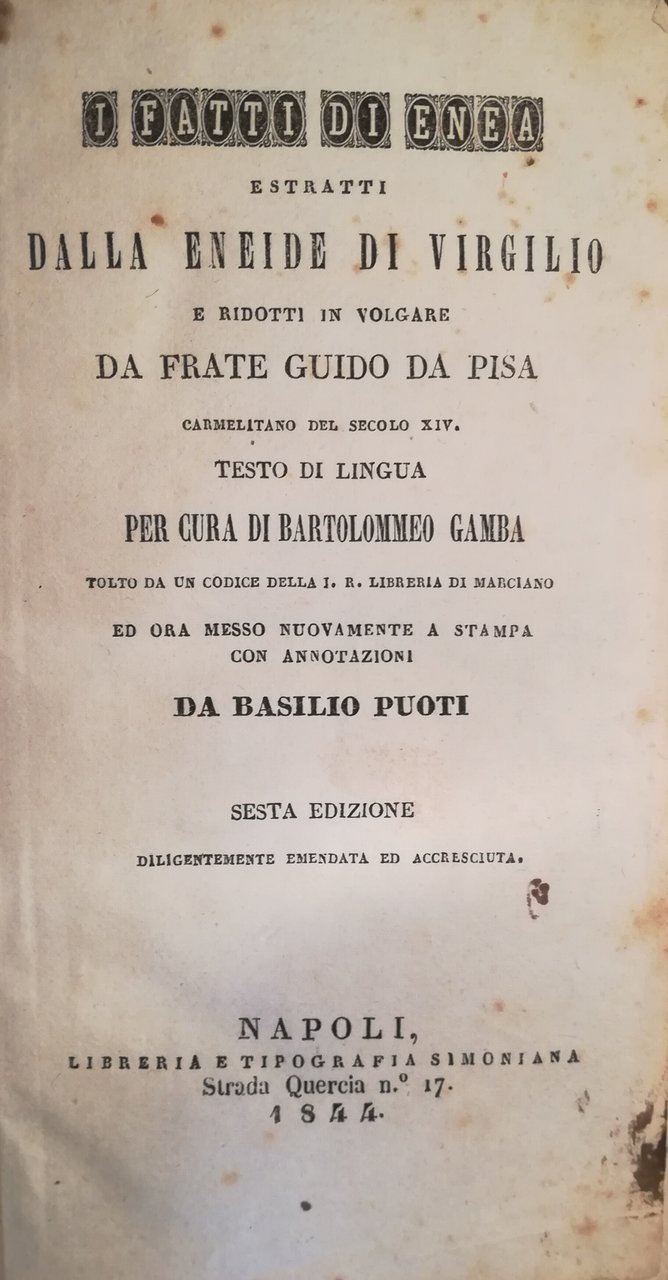 I FATTI DI ENEA
ESTRATTI
DALLA ENEIDE DI VIRGILIO
E RIDOTTI IN VOLGARE
DA FRATE GUIDO DA PISA
CARMELITANO DEL SECOLO XIV.
TESTO DI LINGUA
PER CURA DI BARTOLOMMEO GAMBA
TOLTO DA UN CODICE DELLA I. R. LIBRERIA DI MARCIANO
ED ORA MESSO NUOVAMENTE A STAMPA
CON ANNOTAZIONI
DA BASILIO PUOTI
SESTA EDIZIONE
DILIGENTEMENTE EMENDATA ED ACCRESCIUTA.
NAPOLI,
LIBRERIA E TIPOGRAFIA SIMONIANA
Strada Quercia n.º 17.
1844.